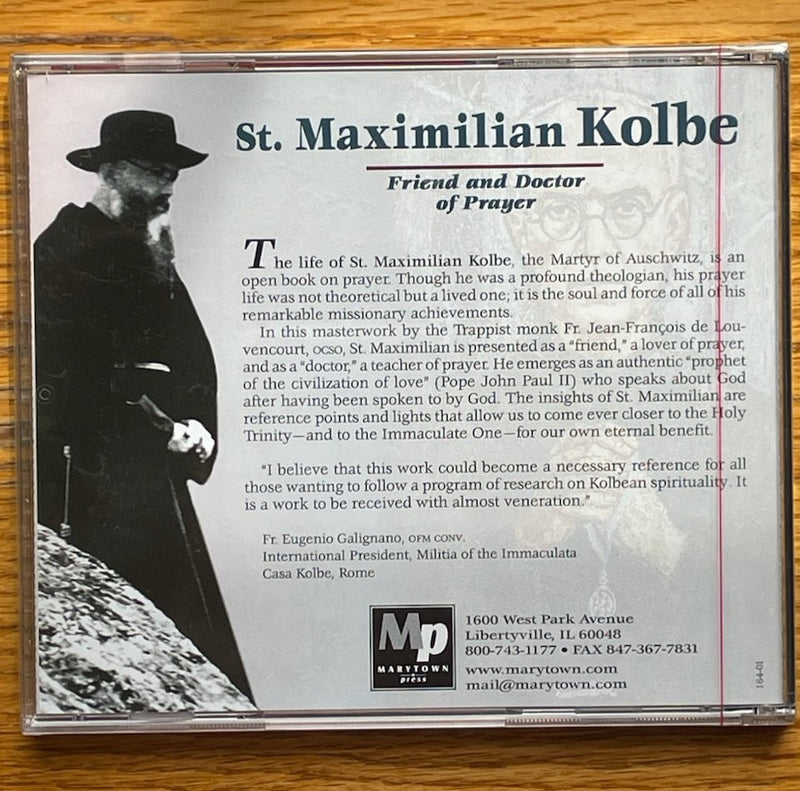 St. Maximilian Kolbe
Friend and Doctor
of Prayer
The life of St. Maximilian Kolbe, the Martyr of Auschwitz, is an
open book on prayer. Though he was a profound theologian, his prayer
life was not theoretical but a lived one; it is the soul and force of all of his
remarkable missionary achievements.
In this masterwork by the Trappist monk Fr. Jean-François de Lou-
vencourt, OCSO, St. Maximilian is presented as a "friend," a lover of prayer,
and as a "doctor," a teacher of prayer. He emerges as an authentic "prophet
of the civilization of love" (Pope John Paul II) who speaks about God
after having been spoken to by God. The insights of St. Maximilian are
reference points and lights that allow us to come ever closer to the Holy
Trinity—and to the Immaculate One—for our own eternal benefit.
"I believe that this work could become a necessary reference for all
those wanting to follow a program of research on Kolbean spirituality. It
is a work to be received with almost veneration."
Fr. Eugenio Galignano, OFM CONV.
International President, Militia of the Immaculata
Casa Kolbe, Rome
Mp
MARYTOWN
press
1600 West Park Avenue
Libertyville, IL 60048
800-743-1177 • FAX 847-367-7831
www.marytown.com
mail@marytown.com
164-01